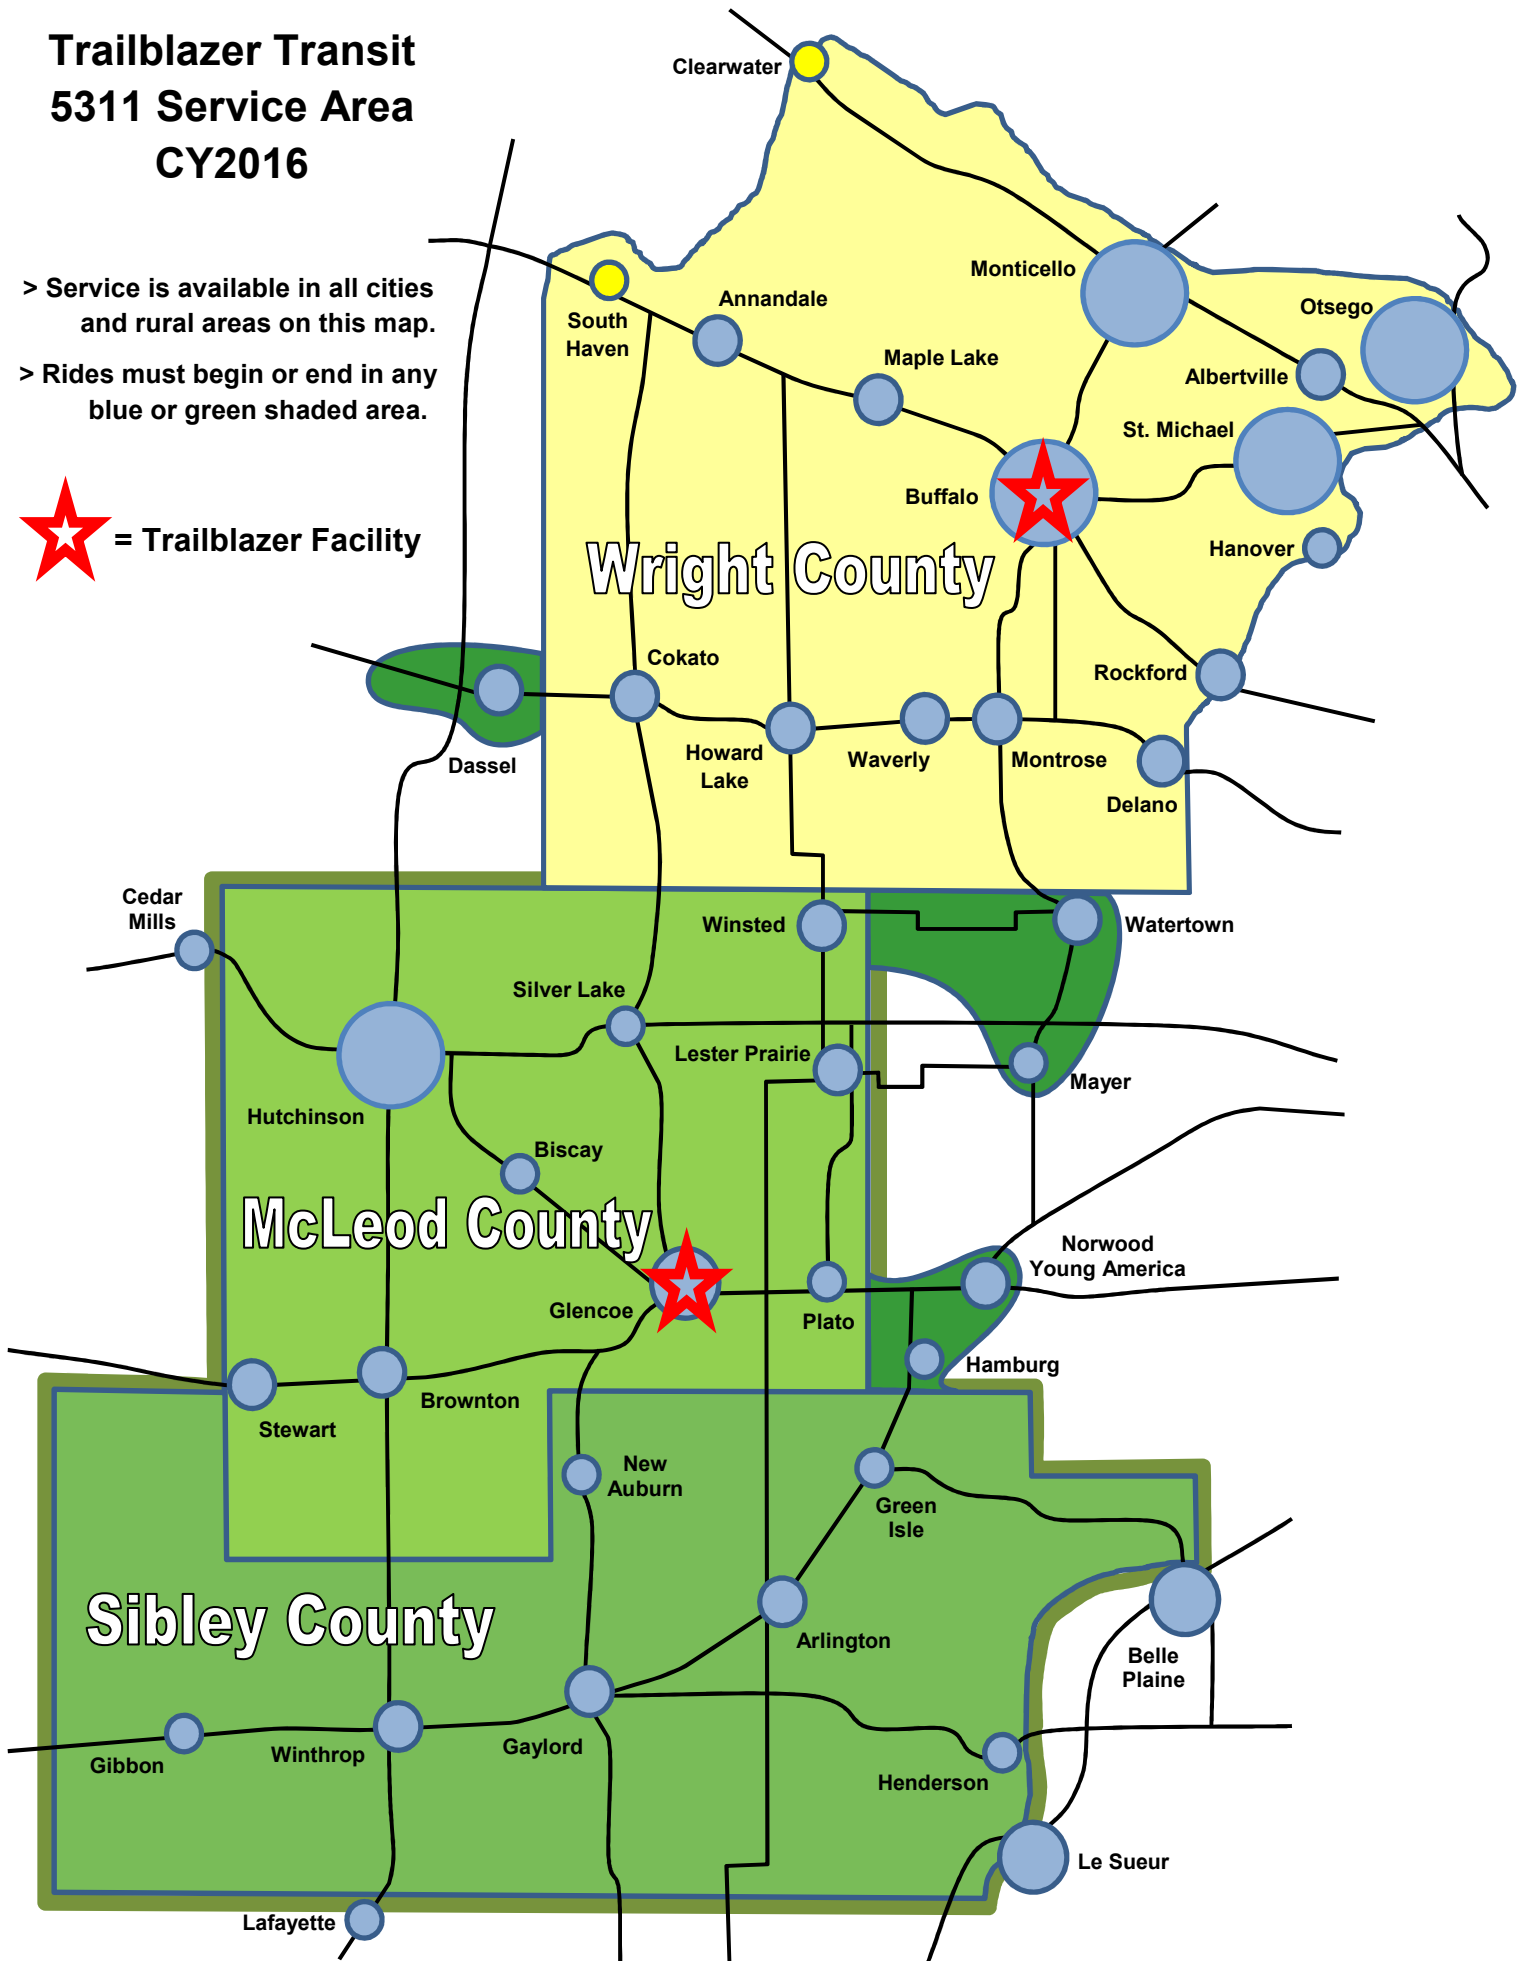 Trailblazer Transit
5311 Service Area
CY2016
> Service is available in all cities
and rural areas on this map.
> Rides must begin or end in any
blue or green shaded area.
= Trailblazer Facility
Clearwater
Monticello
Otsego
South
Haven
Annandale
Maple Lake
Albertville
St. Michael
Buffalo
Hanover
Wright County
Cokato
Rockford
Dassel
Howard
Lake
Waverly
Montrose
Delano
Cedar
Mills
Winsted
Watertown
Silver Lake
Lester Prairie
Mayer
Hutchinson
Biscay
McLeod County
Norwood
Young America
Glencoe
Plato
Hamburg
Stewart
Brownton
New
Auburn
Green
Isle
Sibley County
Arlington
Belle
Plaine
Gibbon
Winthrop
Gaylord
Henderson
Le Sueur
Lafayette